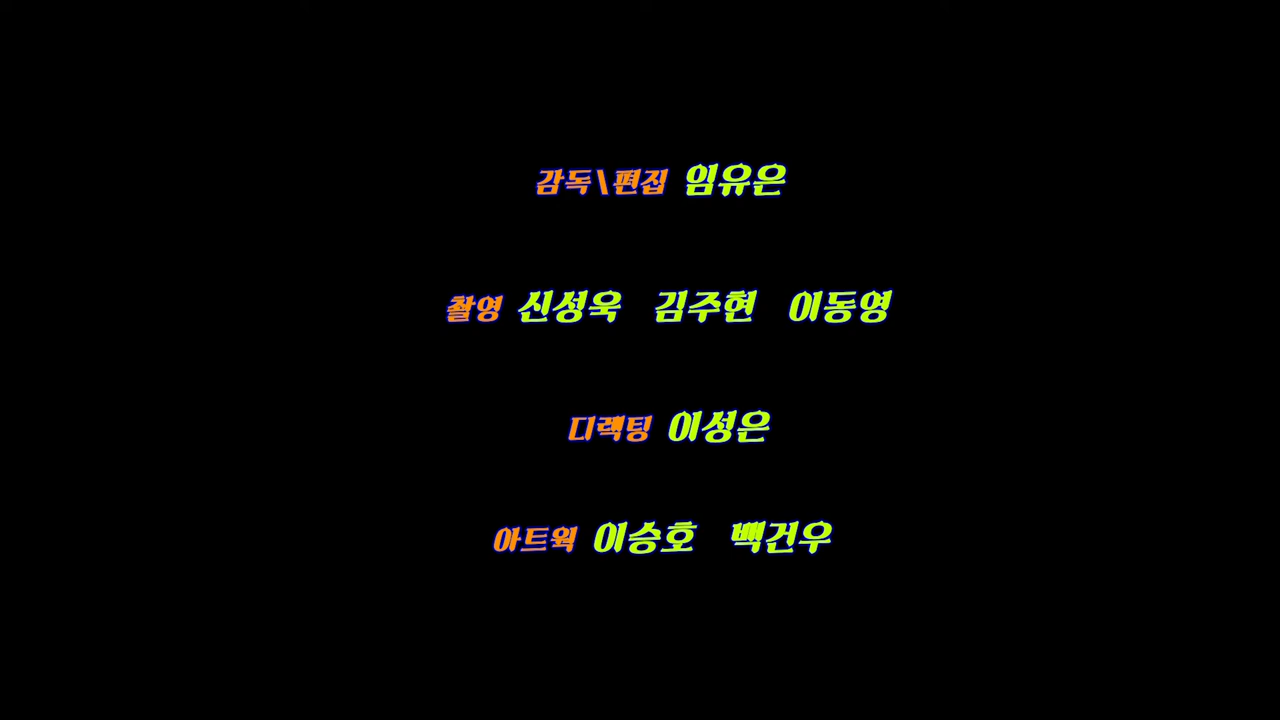 감독\편집 임유은
촬영 신성욱 김주현 이동영
디렉팅 이성은
아트웍 이승호 백건우